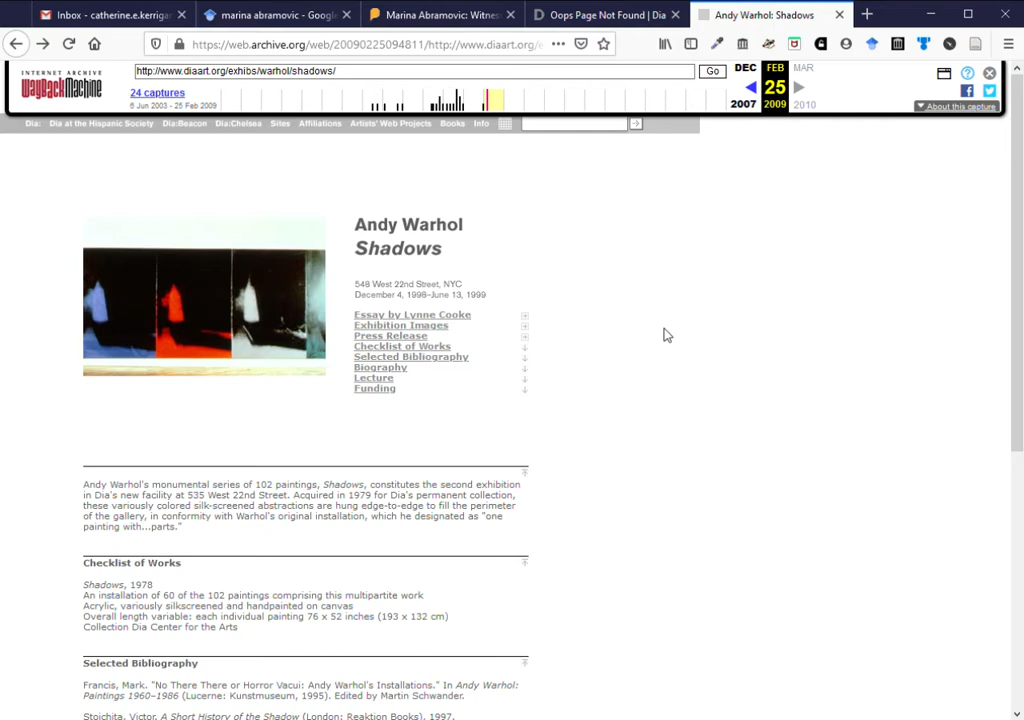 Inbox - catherine.e.kerrigar
marina abramovic - Google
Marina Abramovic: Witnes
Oops Page Not Found | Dia
Andy Warhol: Shadows
https://web.archive.org/web/20090225094811/http://www.diaart.org/e
INTERNET ARCHIVE
WayBackMachine
http://www.diaart.org/exhibs/warhol/shadows/
Go
DEC FEB MAR
24 captures
6 Jun 2003 - 25 Feb 2009
25
2007 2009 2010
About this capture
Dia: Dia at the Hispanic Society Dia:Beacon Dia:Chelsea Sites Affiliations Artists' Web Projects Books Info
Andy Warhol
Shadows
548 West 22nd Street, NYC
December 4, 1998–June 13, 1999
Essay by Lynne Cooke
Exhibition Images
Press Release
Checklist of Works
Selected Bibliography
Biography
Lecture
Funding
Andy Warhol's monumental series of 102 paintings, Shadows, constitutes the second exhibition
in Dia's new facility at 535 West 22nd Street. Acquired in 1979 for Dia's permanent collection,
these variously colored silk-screened abstractions are hung edge-to-edge to fill the perimeter
of the gallery, in conformity with Warhol's original installation, which he designated as "one
painting with...parts."
Checklist of Works
Shadows, 1978
An installation of 60 of the 102 paintings comprising this multipartite work
Acrylic, variously silkscreened and handpainted on canvas
Overall length variable: each individual painting 76 x 52 inches (193 x 132 cm)
Collection Dia Center for the Arts
Selected Bibliography
Francis, Mark. "No There There or Horror Vacui: Andy Warhol's Installations." In Andy Warhol:
Paintings 1960–1986 (Lucerne: Kunstmuseum, 1995). Edited by Martin Schwander.
Stoichita, Victor. A Short History of the Shadow (London: Reaktion Books), 1997.